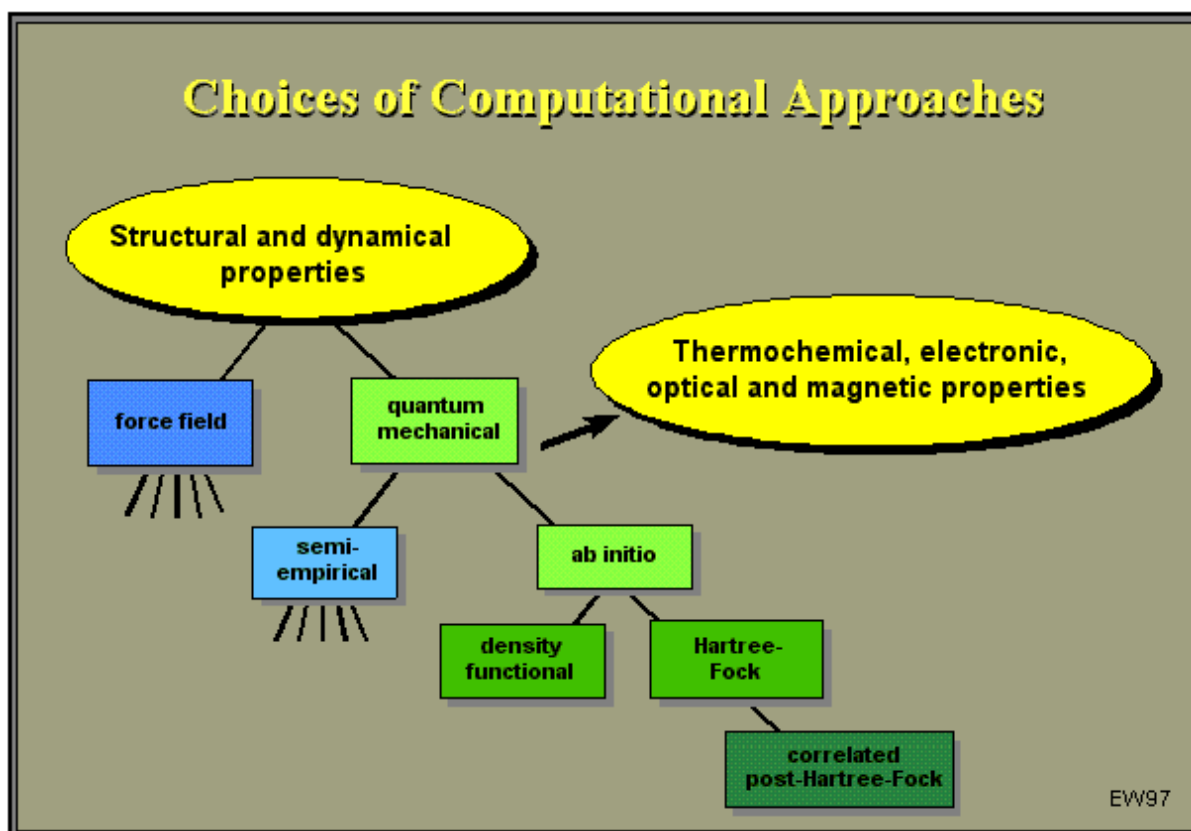 Choices of Computational Approaches
Structural and dynamical
properties
Thermochemical, electronic,
optical and magnetic properties
force field
quantum
mechanical
semi-
empirical
ab initio
density
functional
Hartree-
Fock
correlated
post-Hartree-Fock
EW97